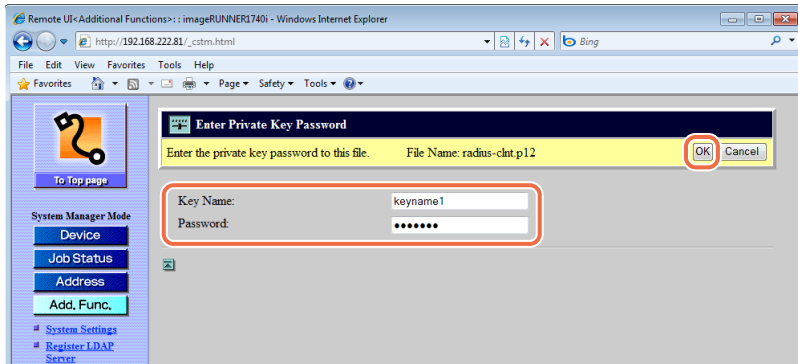 Remote UI<Additional Functions>: : imageRUNNER1740i - Windows Internet Explorer
http://192.168.222.81/_cstm.html
Bing
File Edit View Favorites Tools Help
Favorites Page Safety Tools
Enter Private Key Password
Enter the private key password to this file. File Name: radius-clnt.p12 OK Cancel
To Top page
Key Name: keyname1
Password: •••••••
System Manager Mode
Device
Job Status
Address
Add. Func.
System Settings
Register LDAP
Server